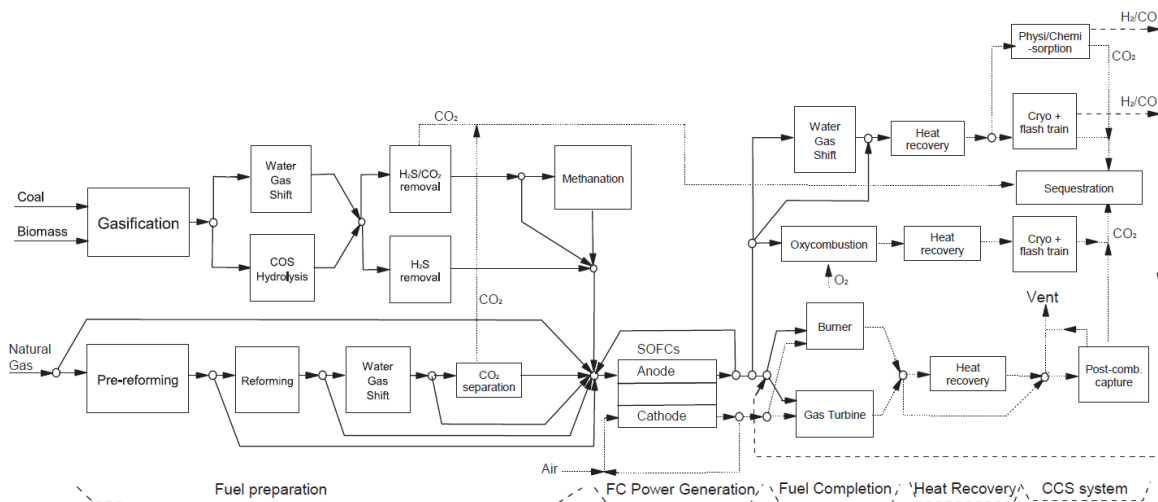 H₂/CO
Physi/Chemi
-sorption
CO₂
H₂/CO
Water
Gas
Shift
Heat
recovery
Cryo +
flash train
CO₂
Water
Gas
Shift
H₂S/CO₂
removal
Methanation
Sequestration
Coal
Biomass
Gasification
COS
Hydrolysis
H₂S
removal
CO₂
Oxycombustion
Heat
recovery
Cryo +
flash train
CO₂
O₂
Vent
Natural
Gas
Pre-reforming
Reforming
Water
Gas
Shift
CO₂
separation
SOFCs
Anode
Cathode
Burner
Gas Turbine
Heat
recovery
Post-comb.
capture
Air
Fuel preparation
FC Power Generation
Fuel Completion
Heat Recovery
CCS system